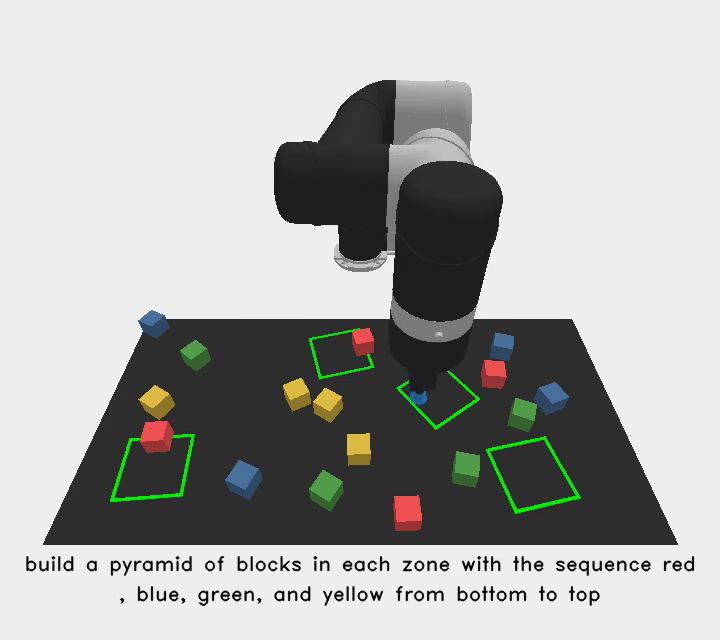 build a pyramid of blocks in each zone with the sequence red
, blue, green, and yellow from bottom to top